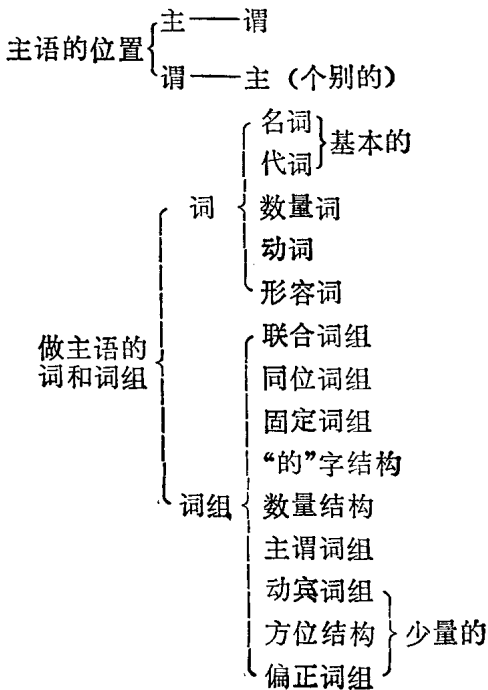 主语的位置
主——谓
谓——主（个别的）
做主语的
词和词组
词
名词
代词
基本的
数量词
动词
形容词
词组
联合词组
同位词组
固定词组
“的”字结构
数量结构
主谓词组
动宾词组
方位结构
偏正词组
少量的